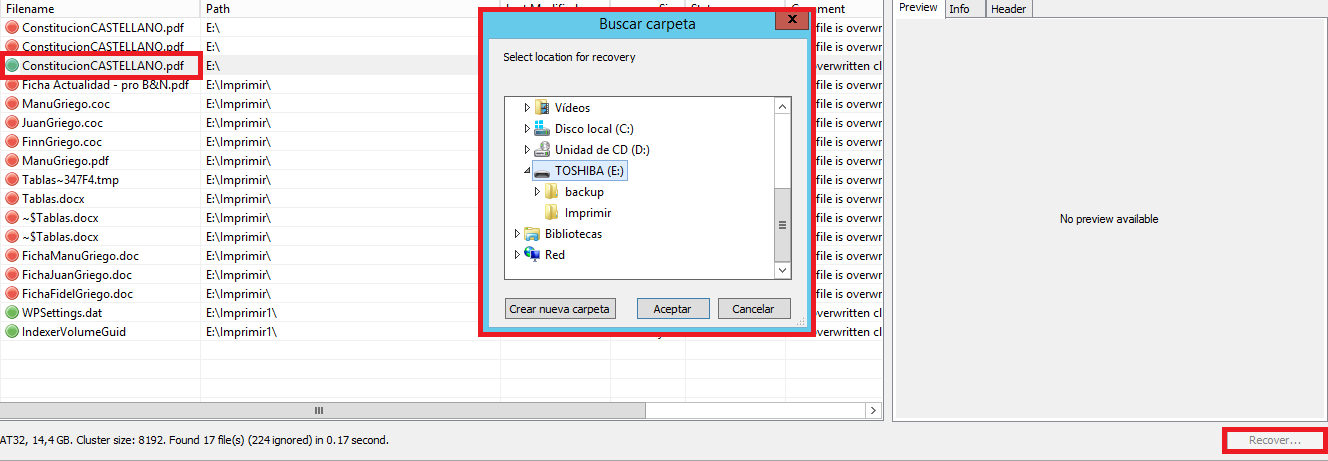 Filename Path Last Modified Comment
ConstitucionCASTELLANO.pdf E:\ file is overwr
ConstitucionCASTELLANO.pdf E:\ file is overwr
ConstitucionCASTELLANO.pdf E:\ overwritten cl
Ficha Actualidad - pro B&N.pdf E:\Imprimir\ file is overwr
ManuGriego.coc E:\Imprimir\ file is overwr
JuanGriego.coc E:\Imprimir\ file is overwr
FinnGriego.coc E:\Imprimir\ file is overwr
ManuGriego.pdf E:\Imprimir\ file is overwr
Tablas~347F4.tmp E:\Imprimir\ file is overwr
Tablas.docx E:\Imprimir\ file is overwr
~$Tablas.docx E:\Imprimir\ file is overwr
~$Tablas.docx E:\Imprimir\ file is overwr
FichaManuGriego.doc E:\Imprimir\ file is overwr
FichaJuanGriego.doc E:\Imprimir\ file is overwr
FichaFidelGriego.doc E:\Imprimir\ file is overwr
WPSettings.dat E:\Imprimir1\ overwritten cl
IndexerVolumeGuid E:\Imprimir1\ overwritten cl
Buscar carpeta
Select location for recovery
Vídeos
Disco local (C:)
Unidad de CD (D:)
TOSHIBA (E:)
backup
Imprimir
Bibliotecas
Red
Crear nueva carpeta Aceptar Cancelar
Preview Info Header
No preview available
AT32, 14,4 GB. Cluster size: 8192. Found 17 file(s) (224 ignored) in 0.17 second.
Recover...